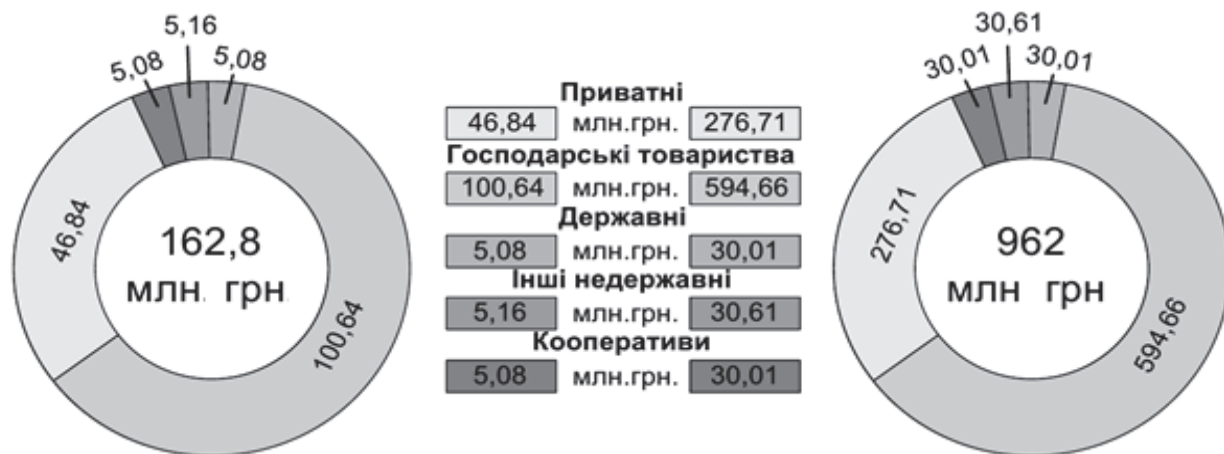 5,08
5,16
5,08
46,84
100,64
162,8
млн. грн.
Приватні
46,84 млн.грн. 276,71
Господарські товариства
100,64 млн.грн. 594,66
Державні
5,08 млн.грн. 30,01
Інші недержавні
5,16 млн.грн. 30,61
Кооперативи
5,08 млн.грн. 30,01
30,01
30,61
30,01
276,71
594,66
962
млн грн